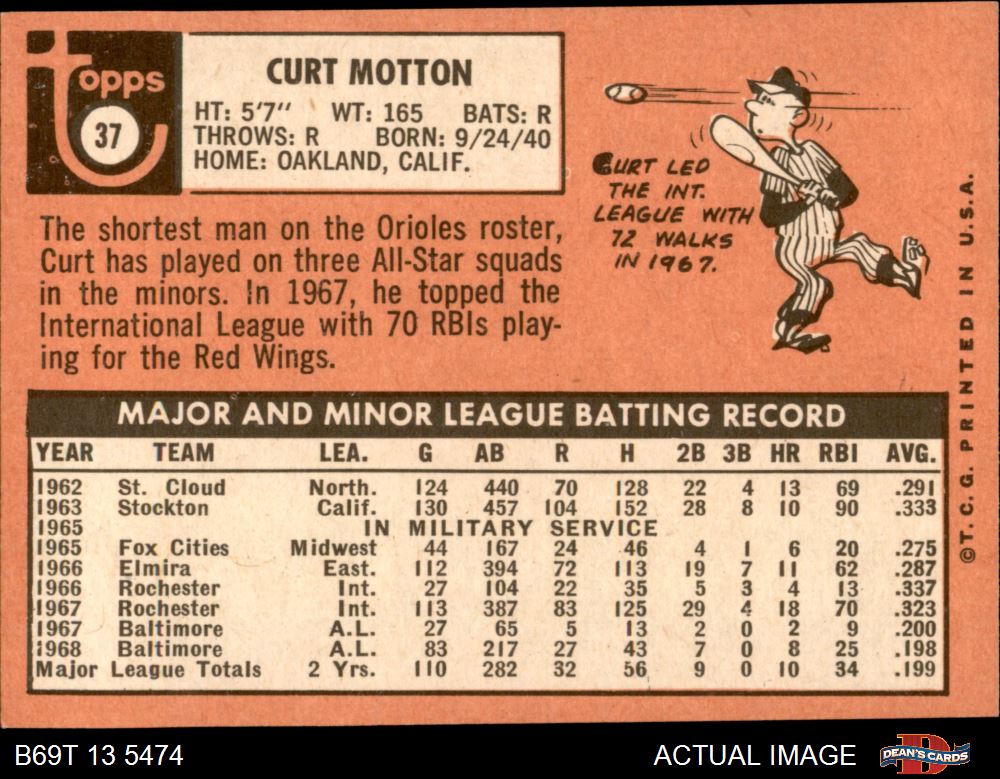 Topps
37
CURT MOTTON
HT: 5'7" WT: 165 BATS: R
THROWS: R BORN: 9/24/40
HOME: OAKLAND, CALIF.
The shortest man on the Orioles roster,
Curt has played on three All-Star squads
in the minors. In 1967, he topped the
International League with 70 RBIs play-
ing for the Red Wings.
CURT LED
THE INT.
LEAGUE WITH
72 WALKS
IN 1967.
MAJOR AND MINOR LEAGUE BATTING RECORD
YEAR TEAM LEA. G AB R H 2B 3B HR RBI AVG.
1962 St. Cloud North. 124 440 70 128 22 4 13 69 .291
1963 Stockton Calif. 130 457 104 152 28 8 10 90 .333
1965 IN MILITARY SERVICE
1965 Fox Cities Midwest 44 167 24 46 4 1 6 20 .275
1966 Elmira East. 112 394 72 113 19 7 11 62 .287
1966 Rochester Int. 27 104 22 35 5 3 4 13 .337
1967 Rochester Int. 113 387 83 125 29 4 18 70 .323
1967 Baltimore A.L. 27 65 5 13 2 0 2 9 .200
1968 Baltimore A.L. 83 217 27 43 7 0 8 25 .198
Major League Totals 2 Yrs. 110 282 32 56 9 0 10 34 .199
©T. C. G. PRINTED IN U.S.A.
B69T 13 5474 ACTUAL IMAGE
D
DEAN'S CARDS